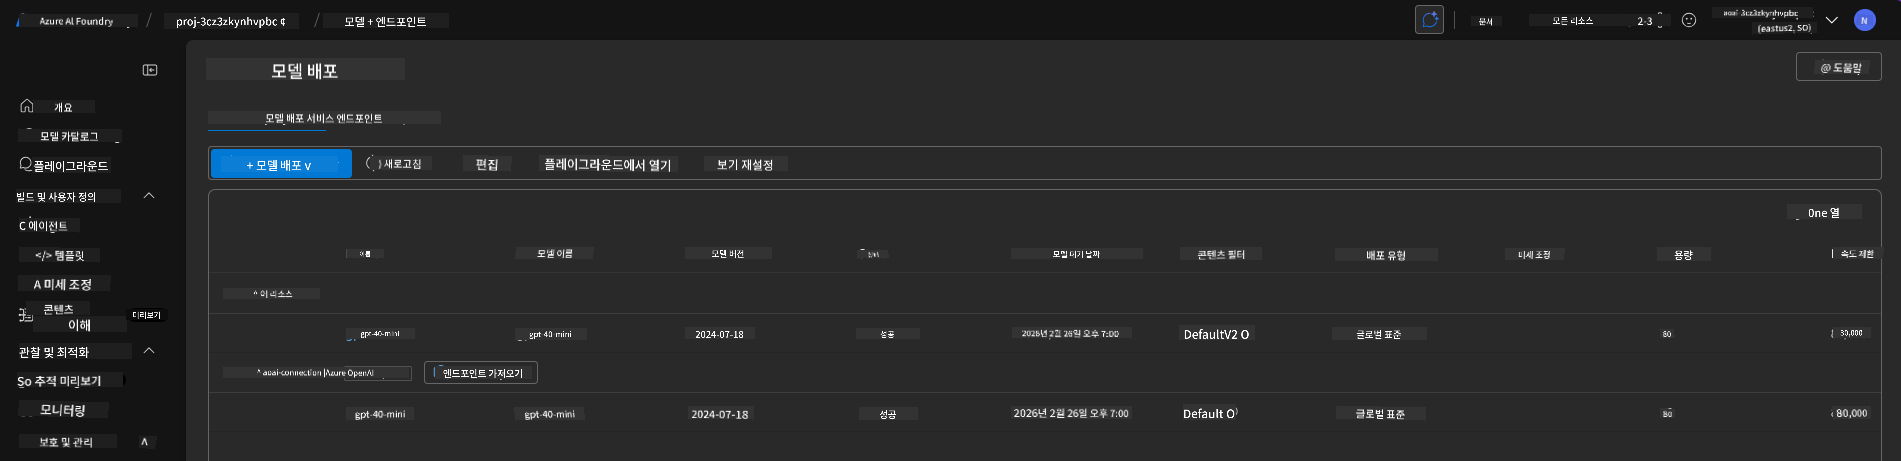 Azure AI Foundry / proj-3cz3zkynhvpbc ¢ / 모델 + 엔드포인트
문서 모든 리소스 2-3
(eastus2, S0)
N
모델 배포
@ 도움말
개요
모델 카탈로그
플레이그라운드
빌드 및 사용자 정의
C 에이전트
</> 템플릿
A 미세 조정
콘텐츠
이해
미리보기
관찰 및 최적화
So 추적 미리보기
모니터링
보호 및 관리 ^
모델 배포 서비스 엔드포인트
+ 모델 배포 v 새로고침 편집 플레이그라운드에서 열기 보기 재설정
One 열
이름 모델 이름 모델 버전 상태 모델 폐기 날짜 콘텐츠 필터 배포 유형 미세 조정 용량 속도 제한
^ 이 리소스
gpt-40-mini gpt-40-mini 2024-07-18 성공 2026년 2월 26일 오후 7:00 DefaultV2 O 글로벌 표준 80 80,000
^ aoai-connection |Azure OpenAI 엔드포인트 가져오기
gpt-40-mini gpt-40-mini 2024-07-18 성공 2026년 2월 26일 오후 7:00 Default O 글로벌 표준 80 80,000